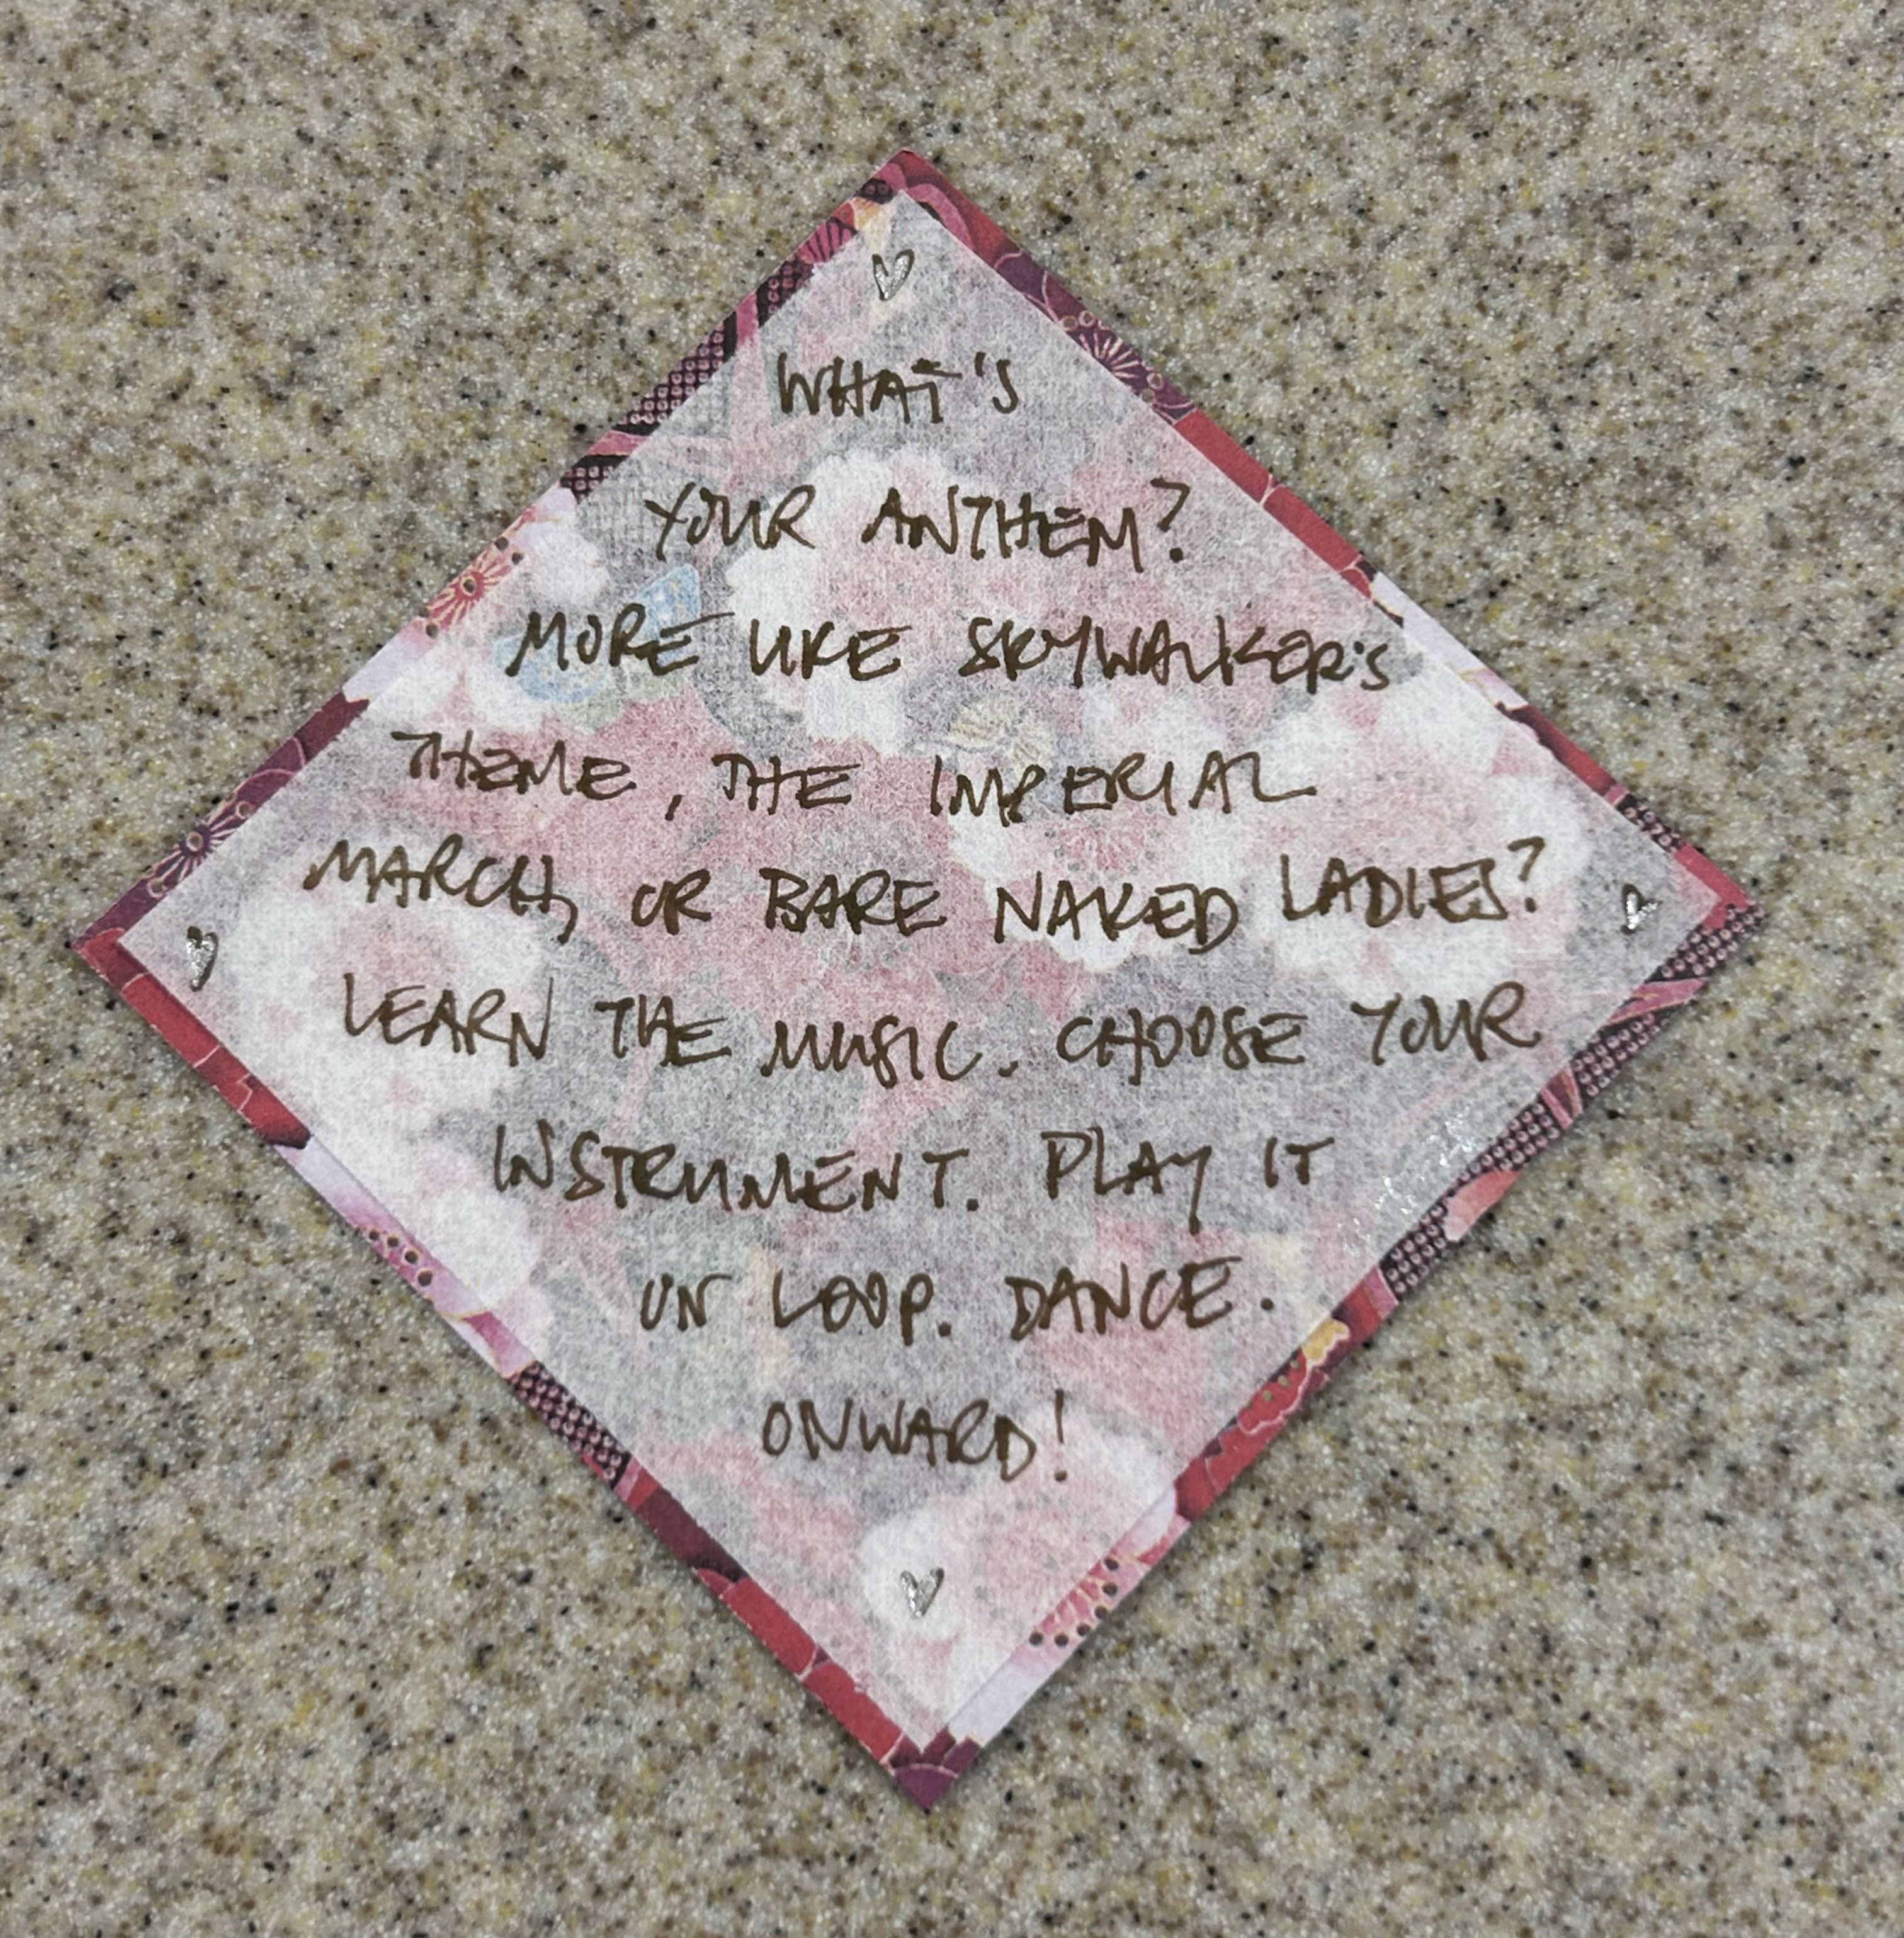 WHAT'S
YOUR ANTHEM?
MORE LIKE SKYWALKER'S
THEME, THE IMPERIAL
MARCH, OR BARE NAKED LADIES?
LEARN THE MUSIC. CHOOSE YOUR
INSTRUMENT. PLAY IT
ON LOOP. DANCE.
ONWARD!